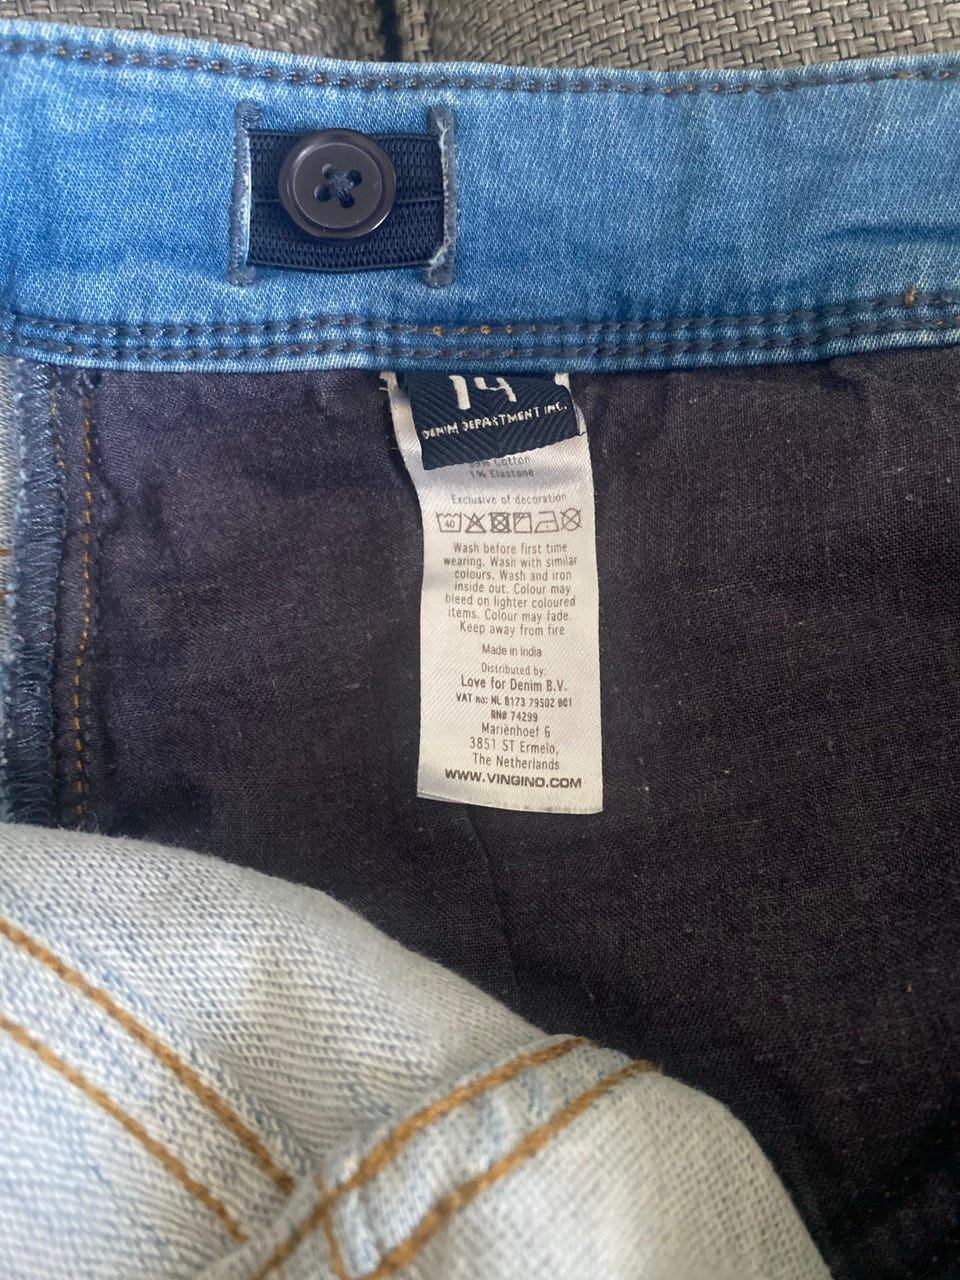 14
DENIM DEPARTMENT INC.
99% Cotton
1% Elastane
Exclusive of decoration
40
Wash before first time
wearing. Wash with similar
colours. Wash and iron
inside out. Colour may
bleed on lighter coloured
items. Colour may fade.
Keep away from fire
Made in India
Distributed by:
Love for Denim B.V.
VAT no: NL 8173 79502 B01
RN# 74299
Mariënhoef 6
3851 ST Ermelo,
The Netherlands
WWW.VINGINO.COM